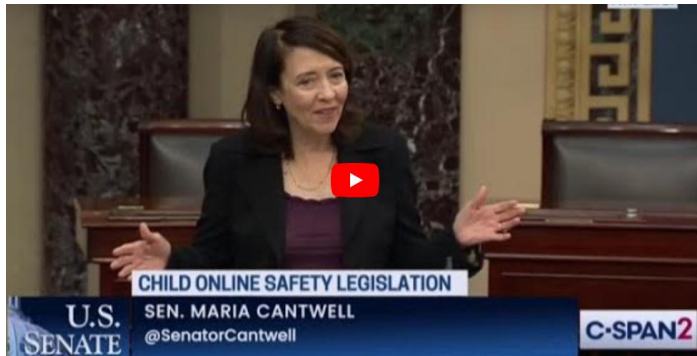 CHILD ONLINE SAFETY LEGISLATION
U.S.
SENATE
SEN. MARIA CANTWELL
@SenatorCantwell
C-SPAN2